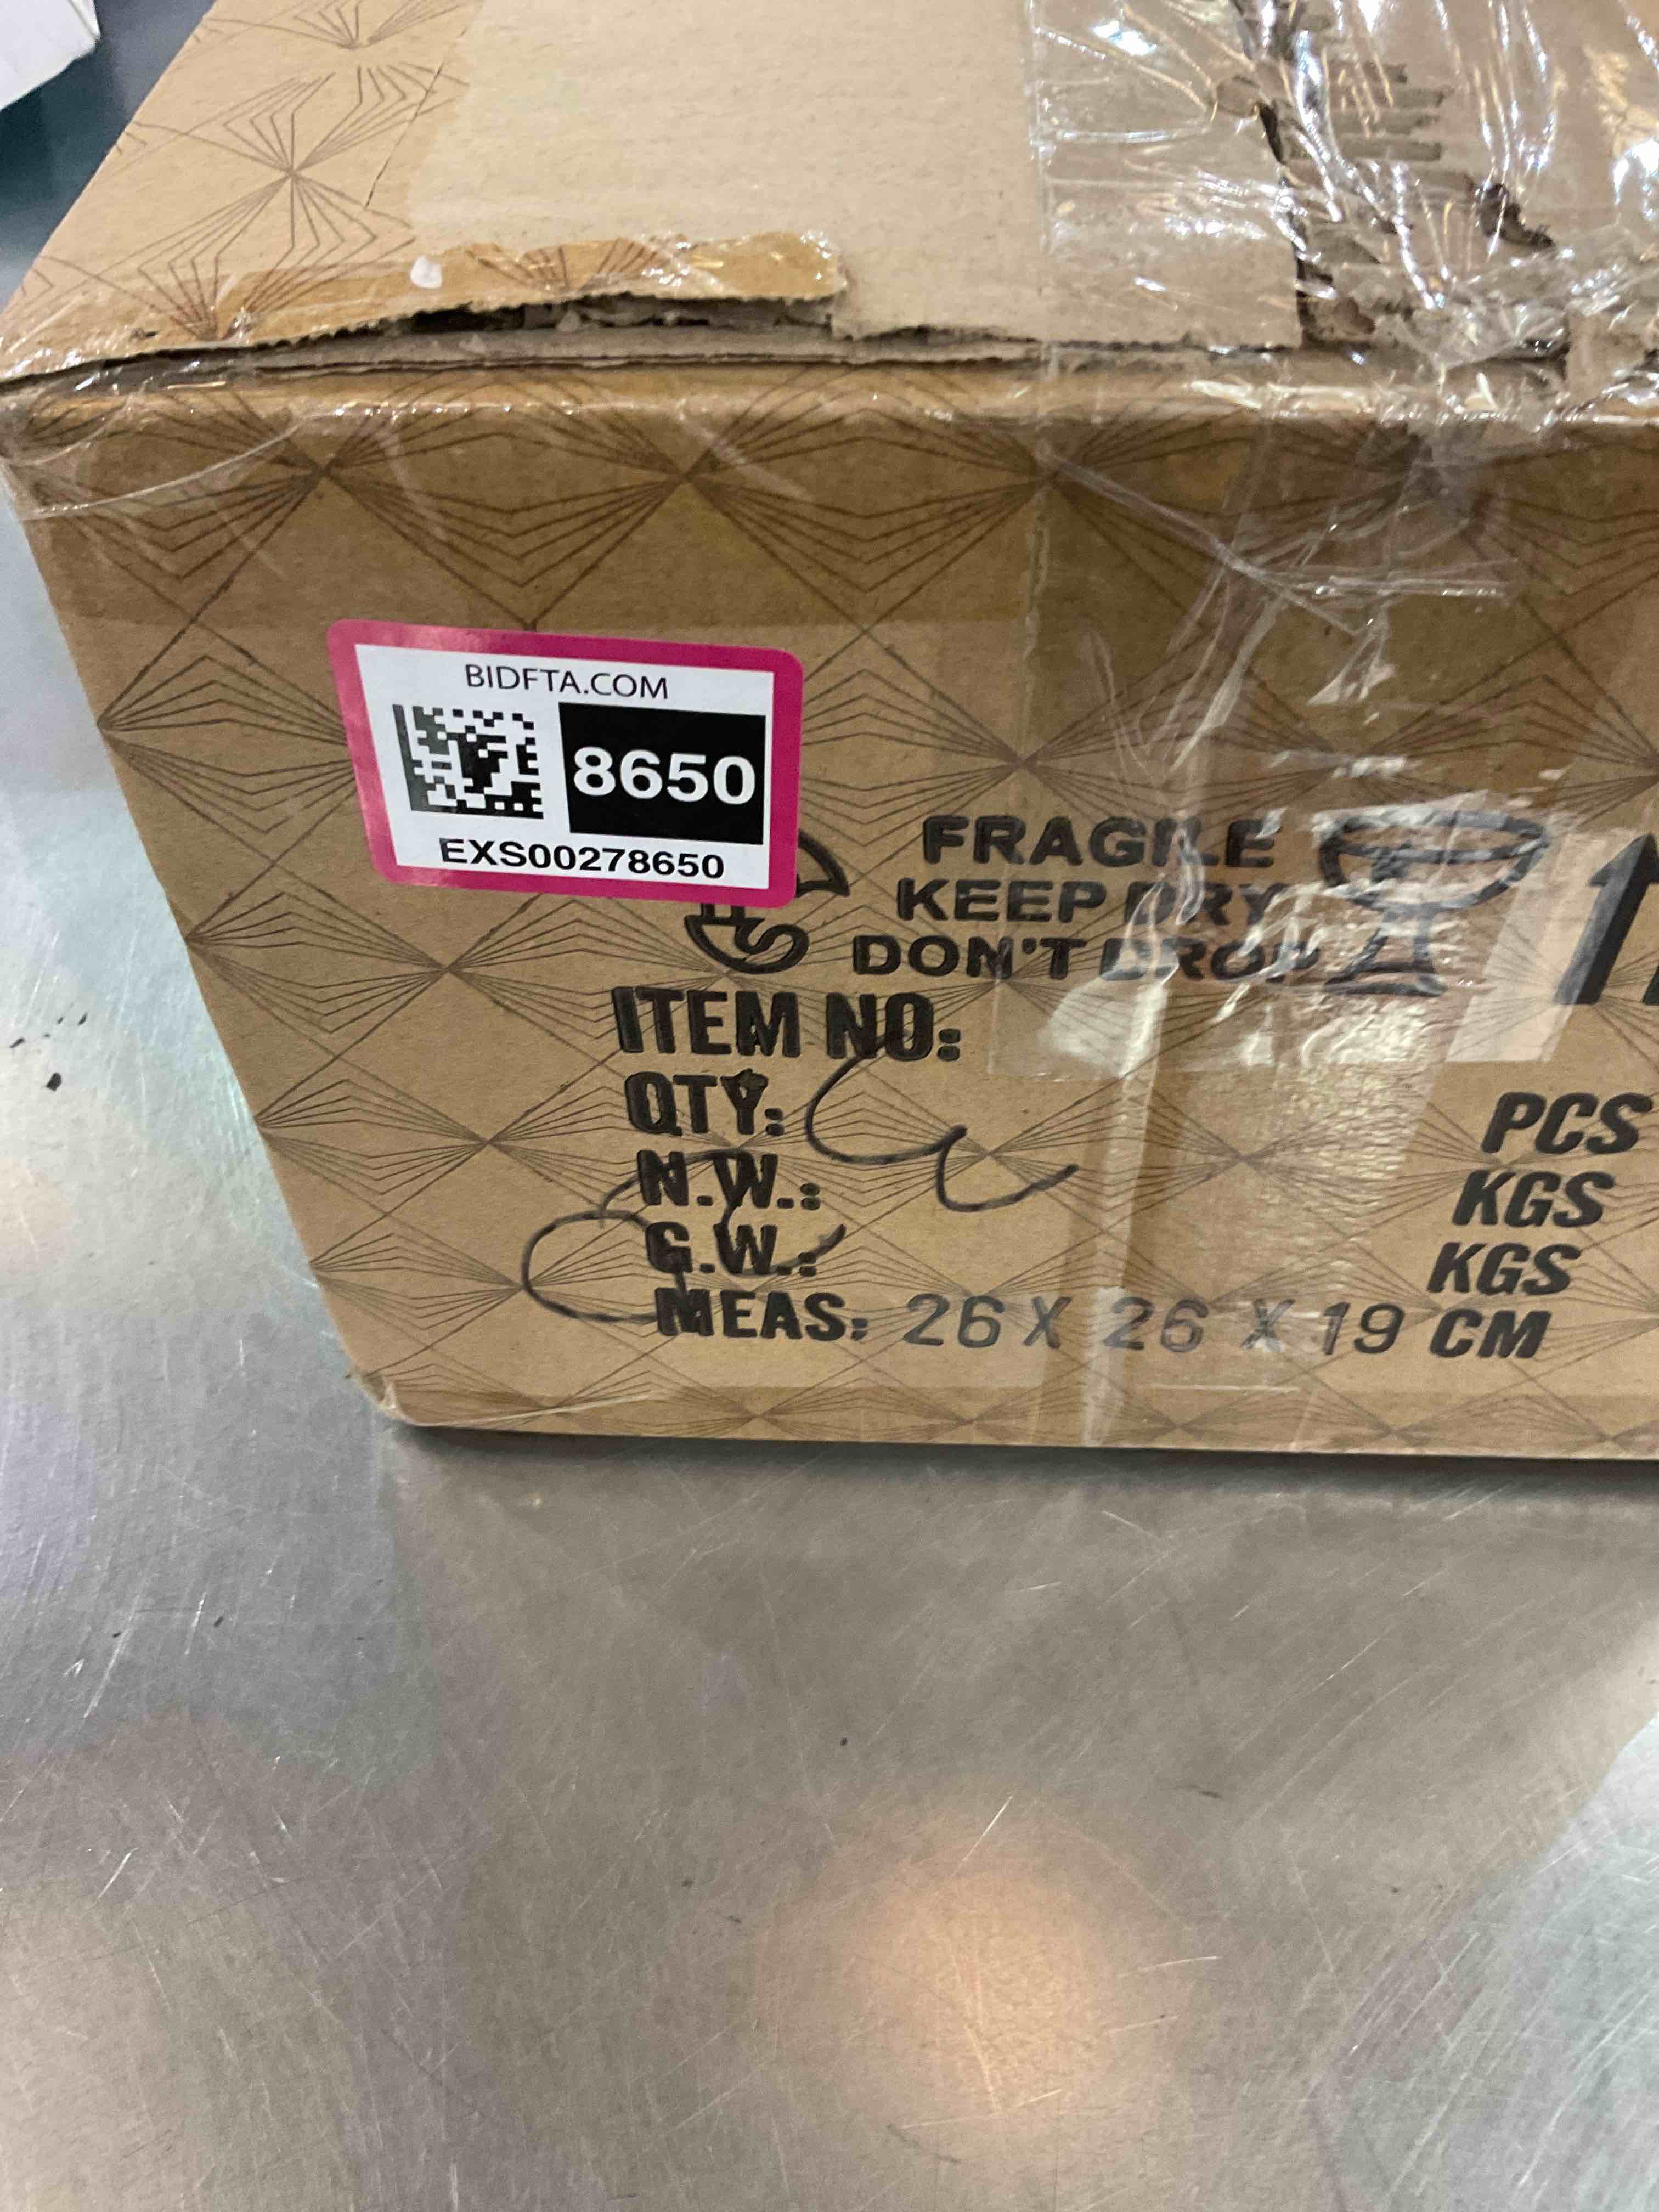 BIDFTA.COM
8650
EXS00278650
FRAGILE
KEEP DRY
DON'T DROP
ITEM NO:
QTY: PCS
N.W.: KGS
G.W.: KGS
MEAS: 26 X 26 X 19 CM